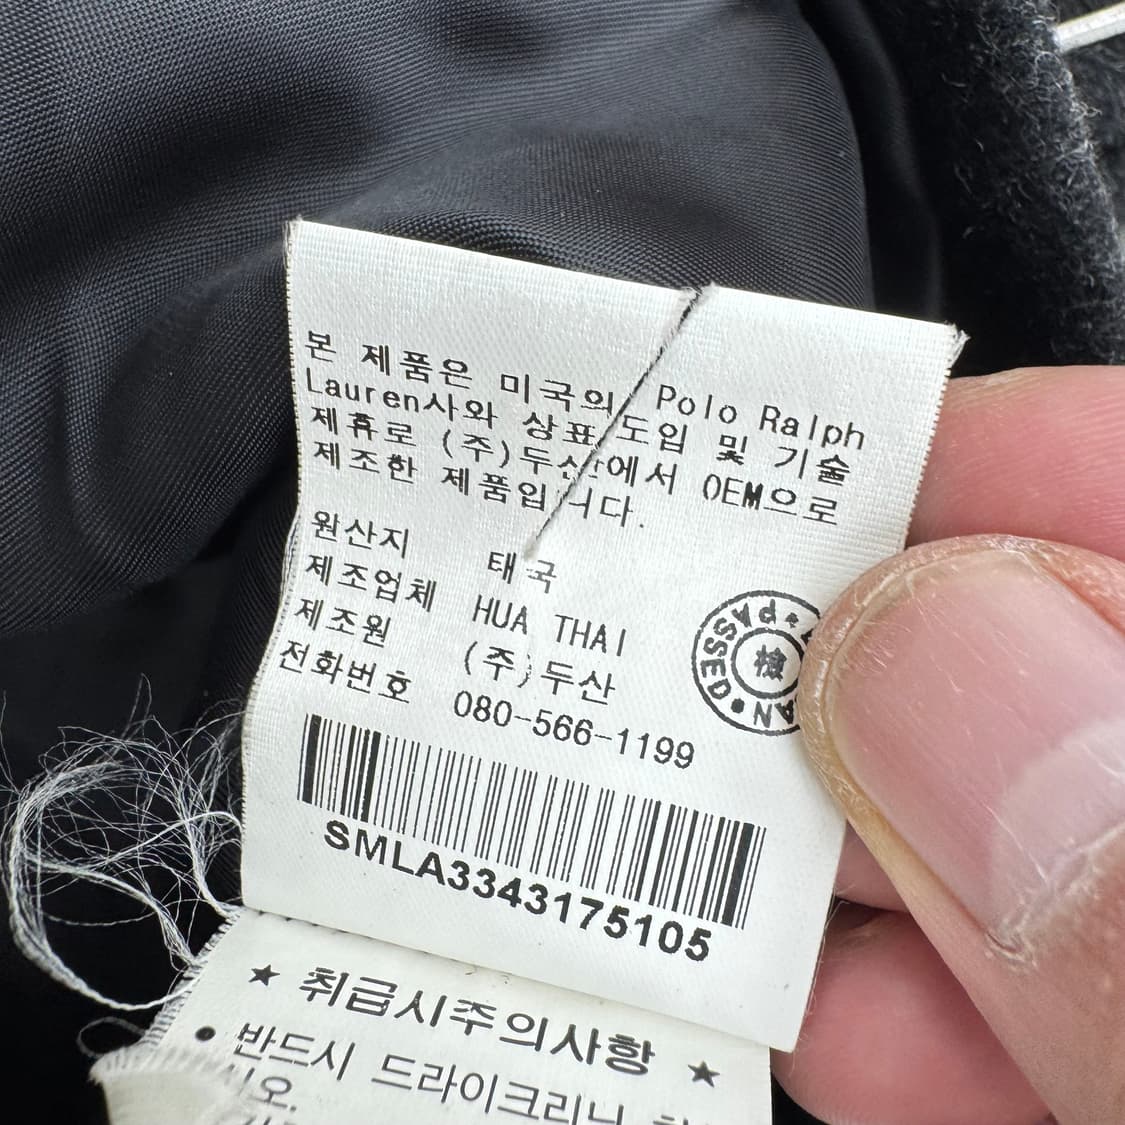 본 제품은 미국의 Polo Ralph
Lauren사와 상표 도입 및 기술
제휴로 (주)두산에서 OEM으로
제조한 제품입니다.
원산지 태국
제조업체 HUA THAI
제조원 (주)두산
전화번호 080-566-1199
PASSED
檢
SMLA3343175105
★ 취급시주의사항 ★
• 반드시 드라이크리닝
시오.